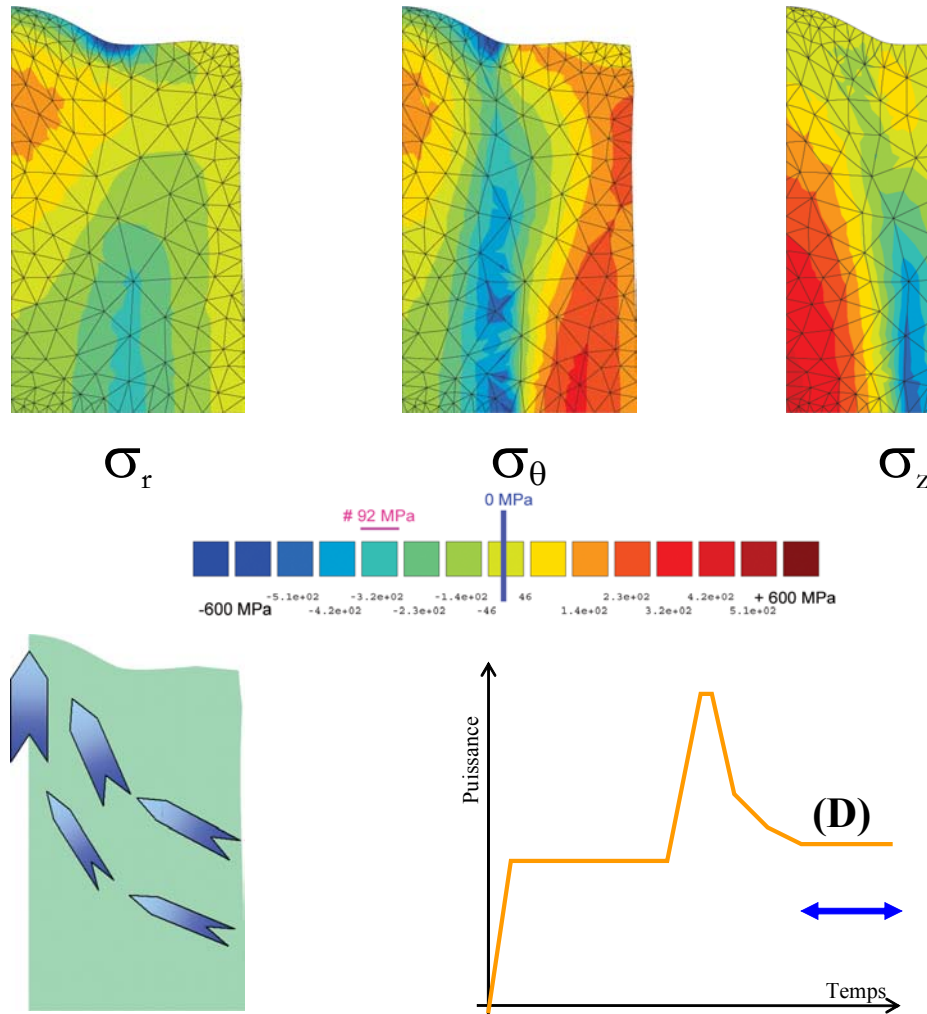 σr σθ σz
0 MPa
# 92 MPa
-5.1e+02 -3.2e+02 -1.4e+02 46 2.3e+02 4.2e+02
-600 MPa -4.2e+02 -2.3e+02 -46 1.4e+02 3.2e+02 5.1e+02 + 600 MPa
Puissance
(D)
Temps